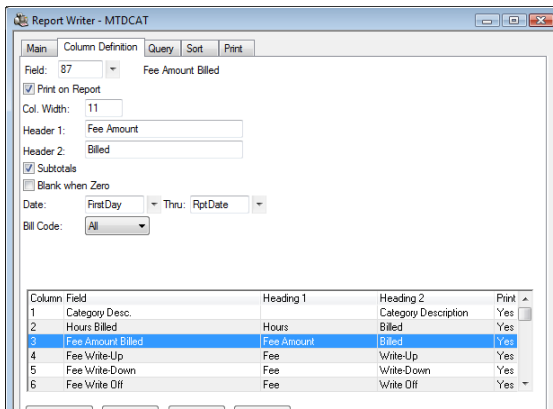 Report Writer - MTDCAT
Main Column Definition Query Sort Print
Field: 87 Fee Amount Billed
Print on Report
Col. Width: 11
Header 1: Fee Amount
Header 2: Billed
Subtotals
Blank when Zero
Date: FirstDay Thru: RptDate
Bill Code: All
Column Field Heading 1 Heading 2 Print
1 Category Desc. Category Description Yes
2 Hours Billed Hours Billed Yes
3 Fee Amount Billed Fee Amount Billed Yes
4 Fee Write-Up Fee Write-Up Yes
5 Fee Write-Down Fee Write-Down Yes
6 Fee Write Off Fee Write Off Yes